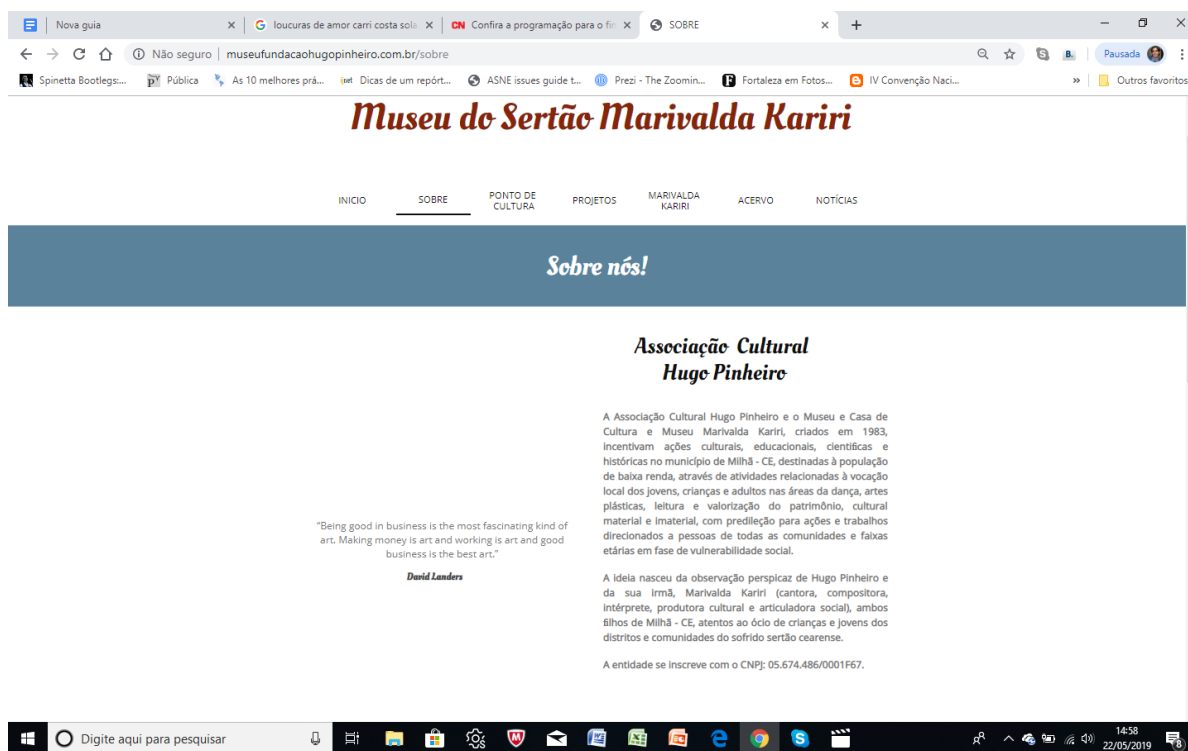 Nova guia
loucuras de amor carri costa sola
CN Confira a programação para o fin
SOBRE
Não seguro | museufundacaohugopinheiro.com.br/sobre
Pausada
Spinetta Bootlegs:...
Pública
As 10 melhores prá...
Dicas de um repórt...
ASNE issues guide t...
Prezi - The Zoomin...
Fortaleza em Fotos...
IV Convenção Naci...
Outros favoritos
Museu do Sertão Marivalda Kariri
INICIO
SOBRE
PONTO DE
CULTURA
PROJETOS
MARIVALDA
KARIRI
ACERVO
NOTÍCIAS
Sobre nós!
"Being good in business is the most fascinating kind of
art. Making money is art and working is art and good
business is the best art."
David Landers
Associação Cultural
Hugo Pinheiro
A Associação Cultural Hugo Pinheiro e o Museu e Casa de
Cultura e Museu Marivalda Kariri, criados em 1983,
incentivam ações culturais, educacionais, cientificas e
históricas no município de Milhã - CE, destinadas à população
de baixa renda, através de atividades relacionadas à vocação
local dos jovens, crianças e adultos nas áreas da dança, artes
plásticas, leitura e valorização do patrimônio, cultural
material e imaterial, com predileção para ações e trabalhos
direcionados a pessoas de todas as comunidades e faixas
etárias em fase de vulnerabilidade social.
A ideia nasceu da observação perspicaz de Hugo Pinheiro e
da sua irmã, Marivalda Kariri (cantora, compositora,
intérprete, produtora cultural e articuladora social), ambos
filhos de Milhã - CE, atentos ao ócio de crianças e jovens dos
distritos e comunidades do sofrido sertão cearense.
A entidade se inscreve com o CNPJ: 05.674.486/0001F67.
Digite aqui para pesquisar
14:58
22/05/2019